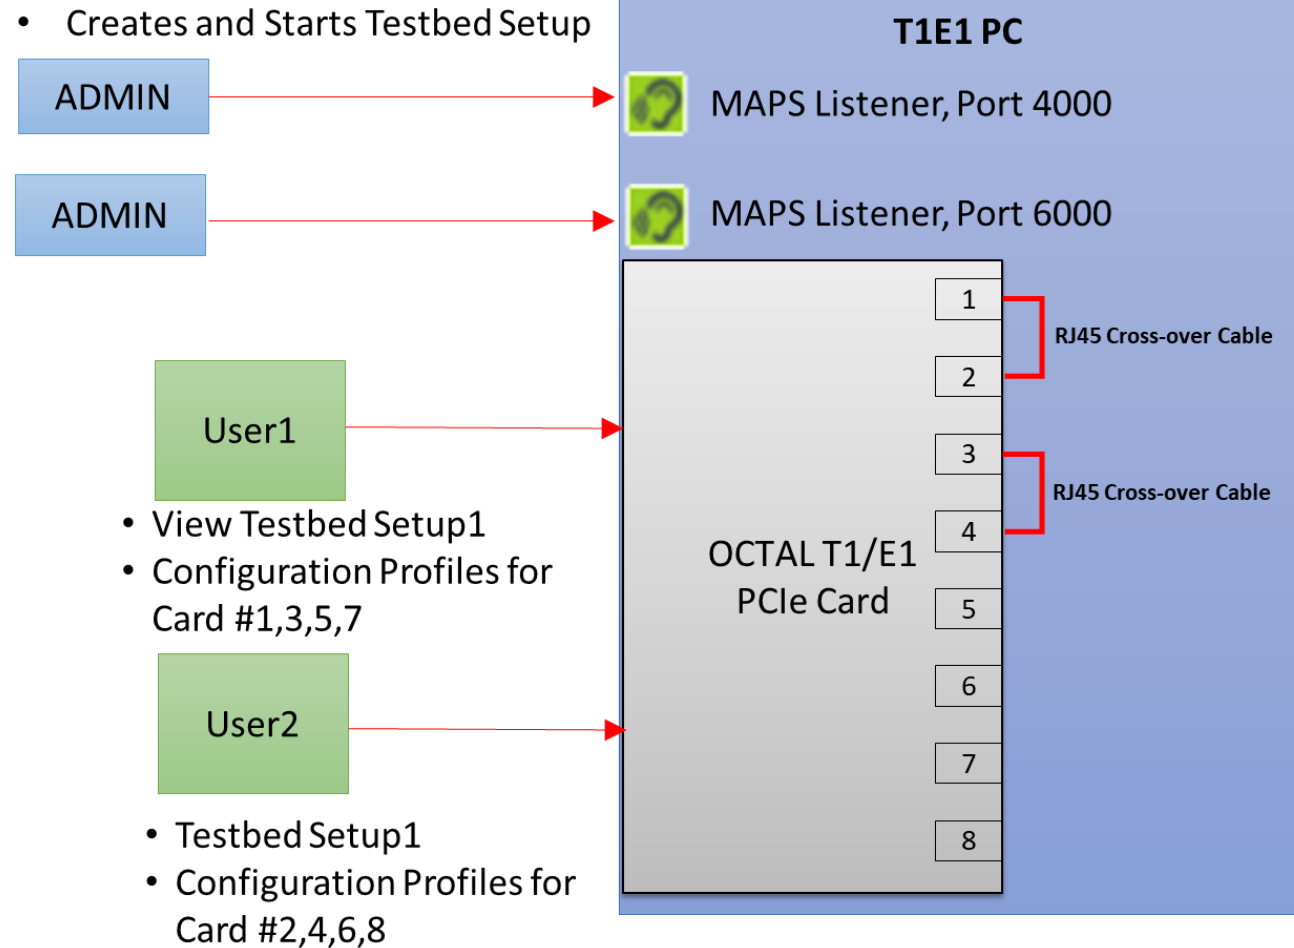 • Creates and Starts Testbed Setup
T1E1 PC
ADMIN
MAPS Listener, Port 4000
ADMIN
MAPS Listener, Port 6000
1
RJ45 Cross-over Cable
2
User1
3
RJ45 Cross-over Cable
4
• View Testbed Setup1
• Configuration Profiles for
Card #1,3,5,7
OCTAL T1/E1
PCIe Card
5
6
User2
7
8
• Testbed Setup1
• Configuration Profiles for
Card #2,4,6,8